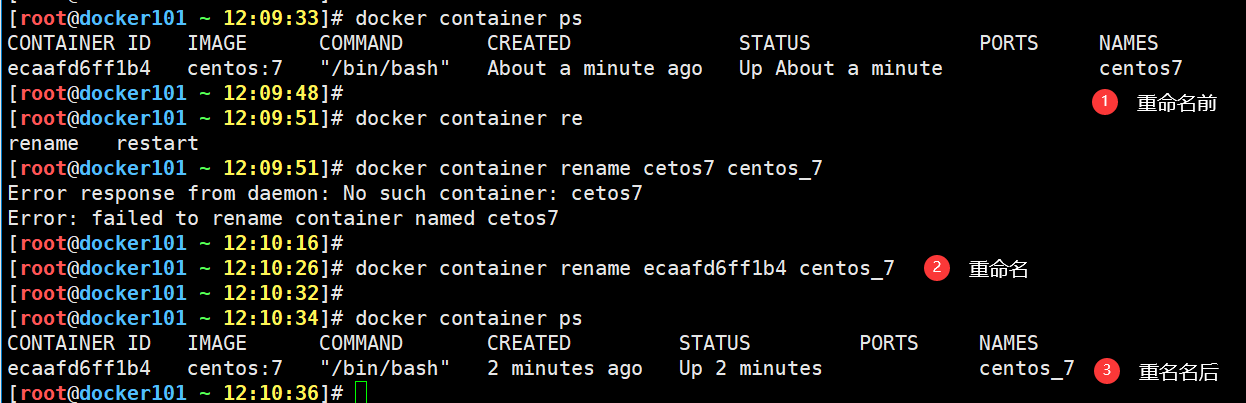 [root@docker101 ~ 12:09:33]# docker container ps
CONTAINER ID   IMAGE      COMMAND       CREATED              STATUS              PORTS     NAMES
ecaafd6ff1b4   centos:7   "/bin/bash"   About a minute ago   Up About a minute             centos7
[root@docker101 ~ 12:09:48]# 1 重命名前
[root@docker101 ~ 12:09:51]# docker container re
rename   restart
[root@docker101 ~ 12:09:51]# docker container rename cetos7 centos_7
Error response from daemon: No such container: cetos7
Error: failed to rename container named cetos7
[root@docker101 ~ 12:10:16]#
[root@docker101 ~ 12:10:26]# docker container rename ecaafd6ff1b4 centos_7 2 重命名
[root@docker101 ~ 12:10:32]#
[root@docker101 ~ 12:10:34]# docker container ps
CONTAINER ID   IMAGE      COMMAND       CREATED         STATUS         PORTS     NAMES
ecaafd6ff1b4   centos:7   "/bin/bash"   2 minutes ago   Up 2 minutes             centos_7 3 重名名后
[root@docker101 ~ 12:10:36]#